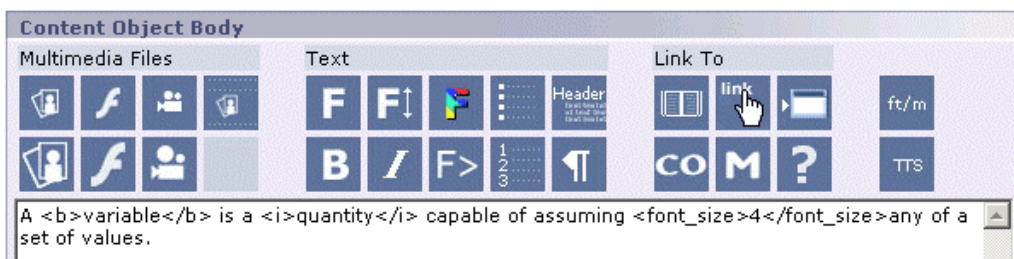 Content Object Body
Multimedia Files Text Link To
F F F Header link ft/m
B I F> 1 2 3 ¶ CO M ? TTS
A <b>variable</b> is a <i>quantity</i> capable of assuming <font_size>4</font_size>any of a
set of values.